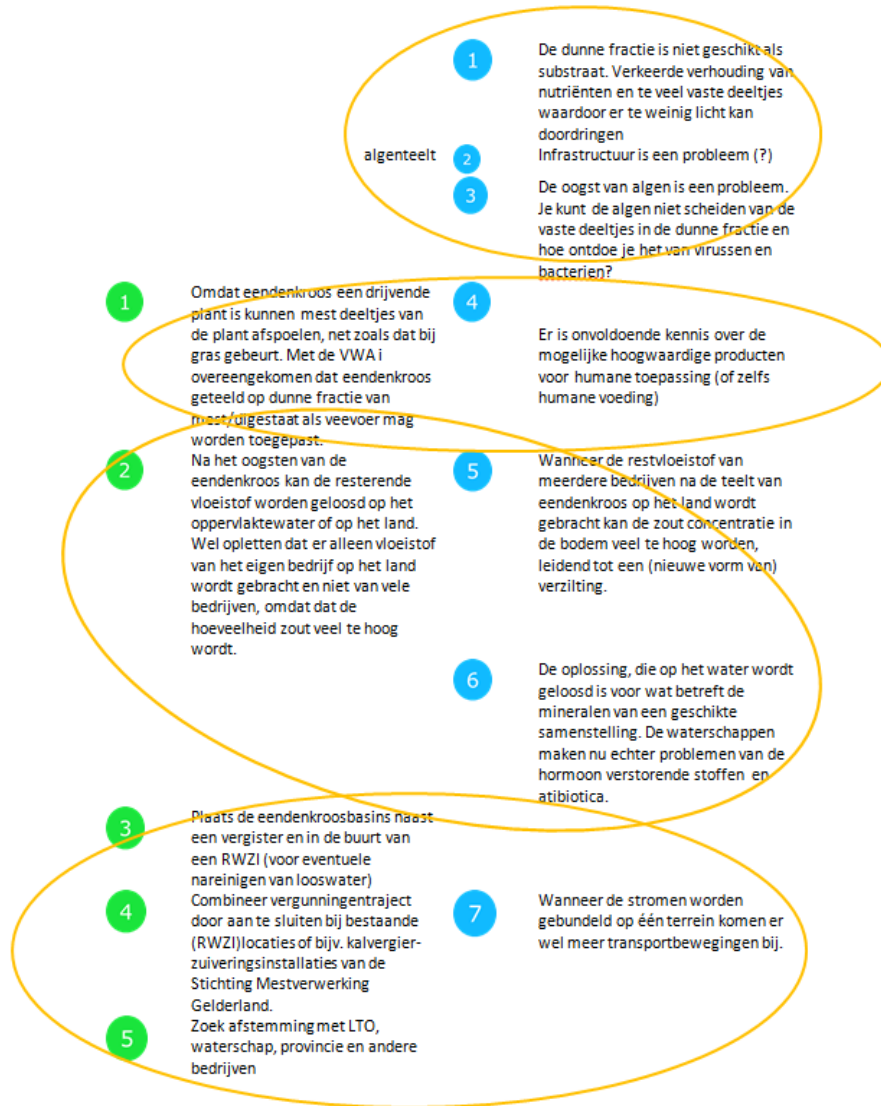 1
De dunne fractie is niet geschikt als
substraat. Verkeerde verhouding van
nutriënten en te veel vaste deeltjes
waardoor er te weinig licht kan
doordringen
algenteelt
2
Infrastructuur is een probleem (?)
3
De oogst van algen is een probleem.
Je kunt de algen niet scheiden van de
vaste deeltjes in de dunne fractie en
hoe ontdoe je het van virussen en
bacterien?
1
Omdat eendenkroos een drijvende
plant is kunnen mest deeltjes van
de plant afspoelen, net zoals dat bij
gras gebeurt. Met de VWA i
overeengekomen dat eendenkroos
geteeld op dunne fractie van
mest/digestaat als veevoer mag
worden toegepast.
4
Er is onvoldoende kennis over de
mogelijke hoogwaardige producten
voor humane toepassing (of zelfs
humane voeding)
2
Na het oogsten van de
eendenkroos kan de resterende
vloeistof worden geloosd op het
oppervlaktewater of op het land.
Wel opletten dat er alleen vloeistof
van het eigen bedrijf op het land
wordt gebracht en niet van vele
bedrijven, omdat dat de
hoeveelheid zout veel te hoog
wordt.
5
Wanneer de restvloeistof van
meerdere bedrijven na de teelt van
eendenkroos op het land wordt
gebracht kan de zout concentratie in
de bodem veel te hoog worden,
leidend tot een (nieuwe vorm van)
verzilting.
6
De oplossing, die op het water wordt
geloosd is voor wat betreft de
mineralen van een geschikte
samenstelling. De waterschappen
maken nu echter problemen van de
hormoon verstorende stoffen en
atibiotica.
3
Plaats de eendenkroosbasins naast
een vergister en in de buurt van
een RWZI (voor eventuele
nareinigen van looswater)
4
Combineer vergunningentraject
door aan te sluiten bij bestaande
(RWZI)locaties of bijv. kalvergier-
zuiveringsinstallaties van de
Stichting Mestverwerking
Gelderland.
7
Wanneer de stromen worden
gebundeld op één terrein komen er
wel meer transportbewegingen bij.
5
Zoek afstemming met LTO,
waterschap, provincie en andere
bedrijven